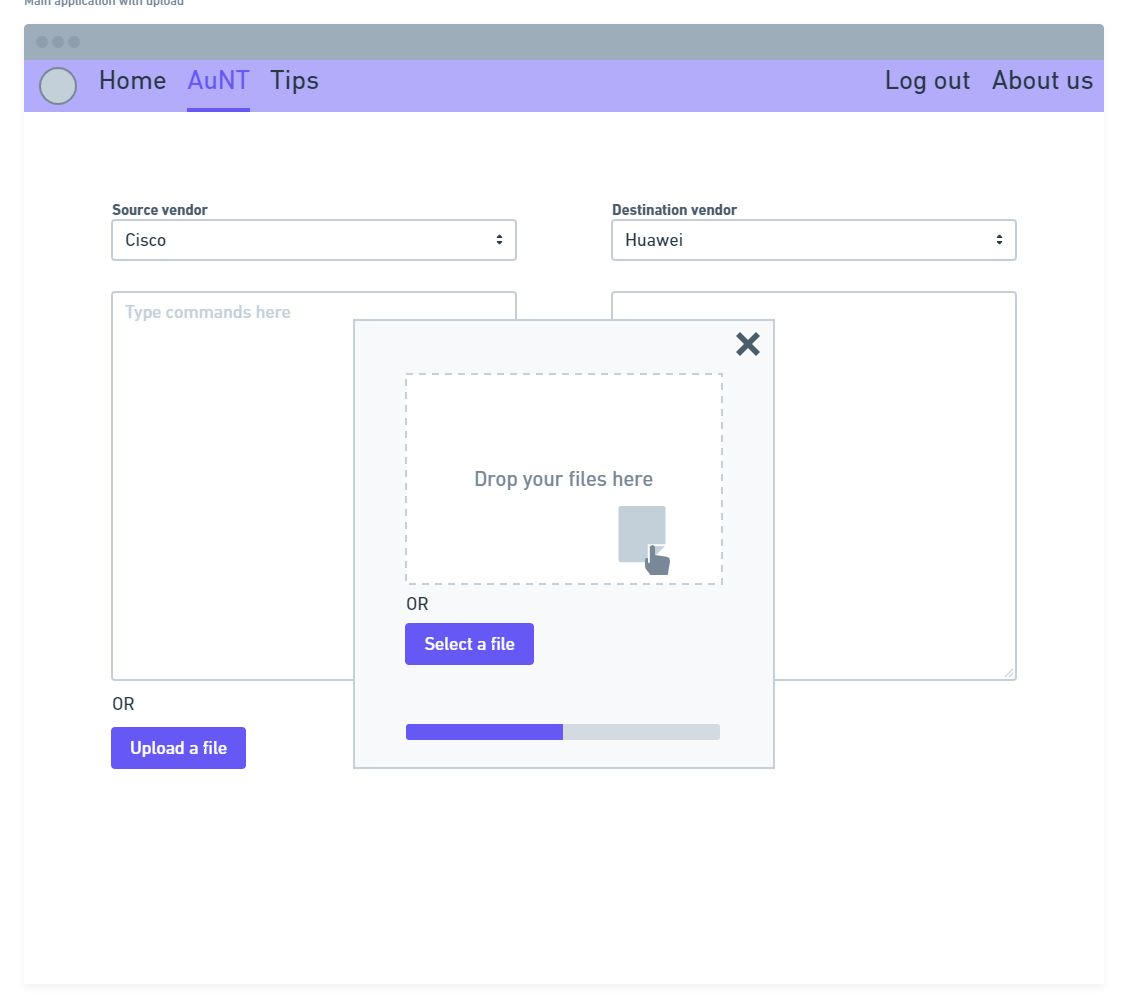 Main application with upload
Home AuNT Tips Log out About us
Source vendor
Cisco
Destination vendor
Huawei
Type commands here
Drop your files here
OR
Select a file
OR
Upload a file